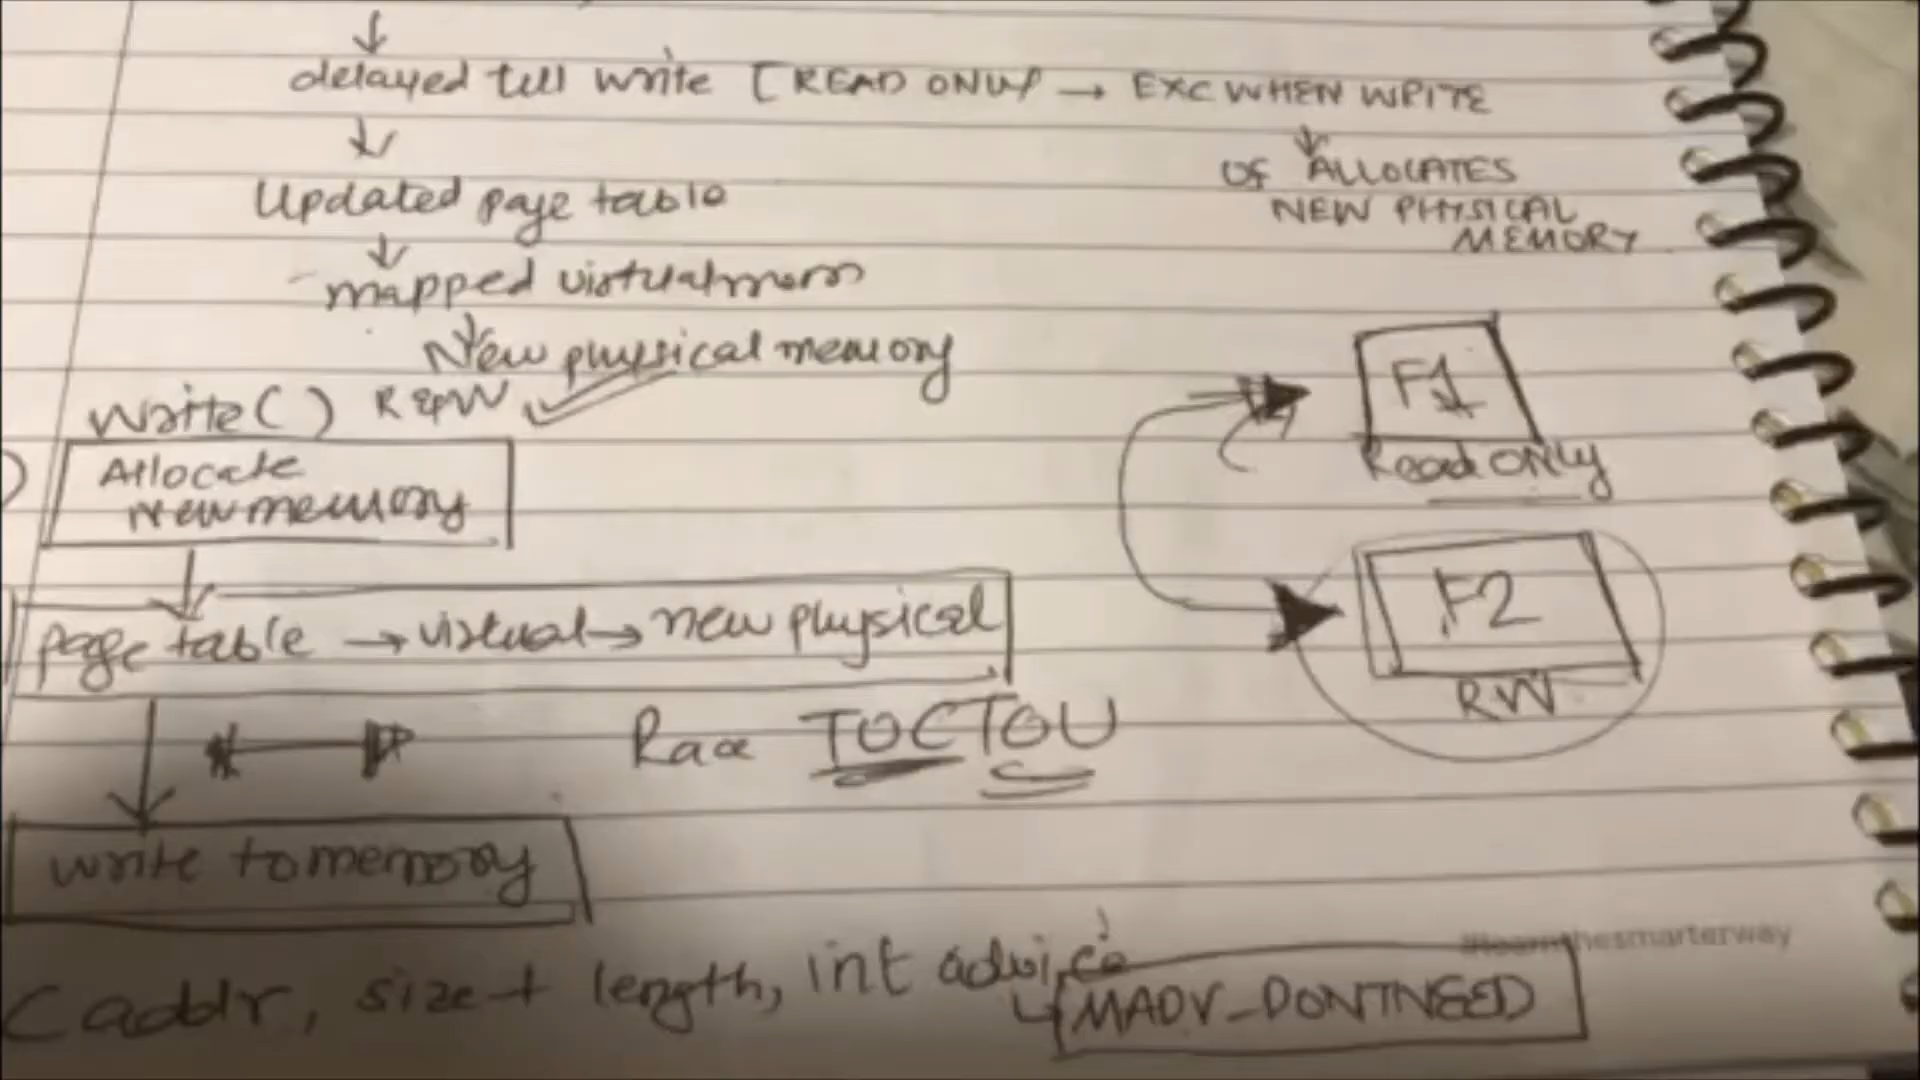 delayed till write [READ ONLY → EXC WHEN WRITE
↓
OS ALLOCATES
NEW PHYSICAL
MEMORY
↓
Updated page table
↓
mapped virtual mem
↓
New physical memory
Write() R&W
Allocate
New memory
↓
page table → virtual → new physical
Race TOCTOU
write to memory
F1
Read ONLY
F2
RW
#learnthesmarterway
(addr, size_t length, int advice
↳ MADV_DONTNEED